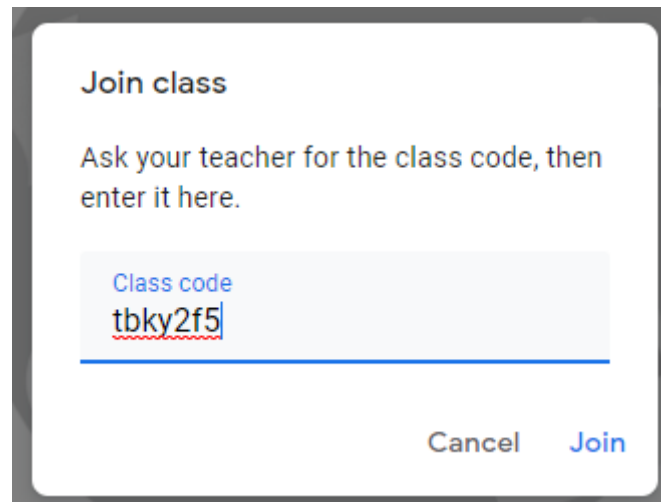 Join class
Ask your teacher for the class code, then
enter it here.
Class code
tbky2f5
Cancel Join